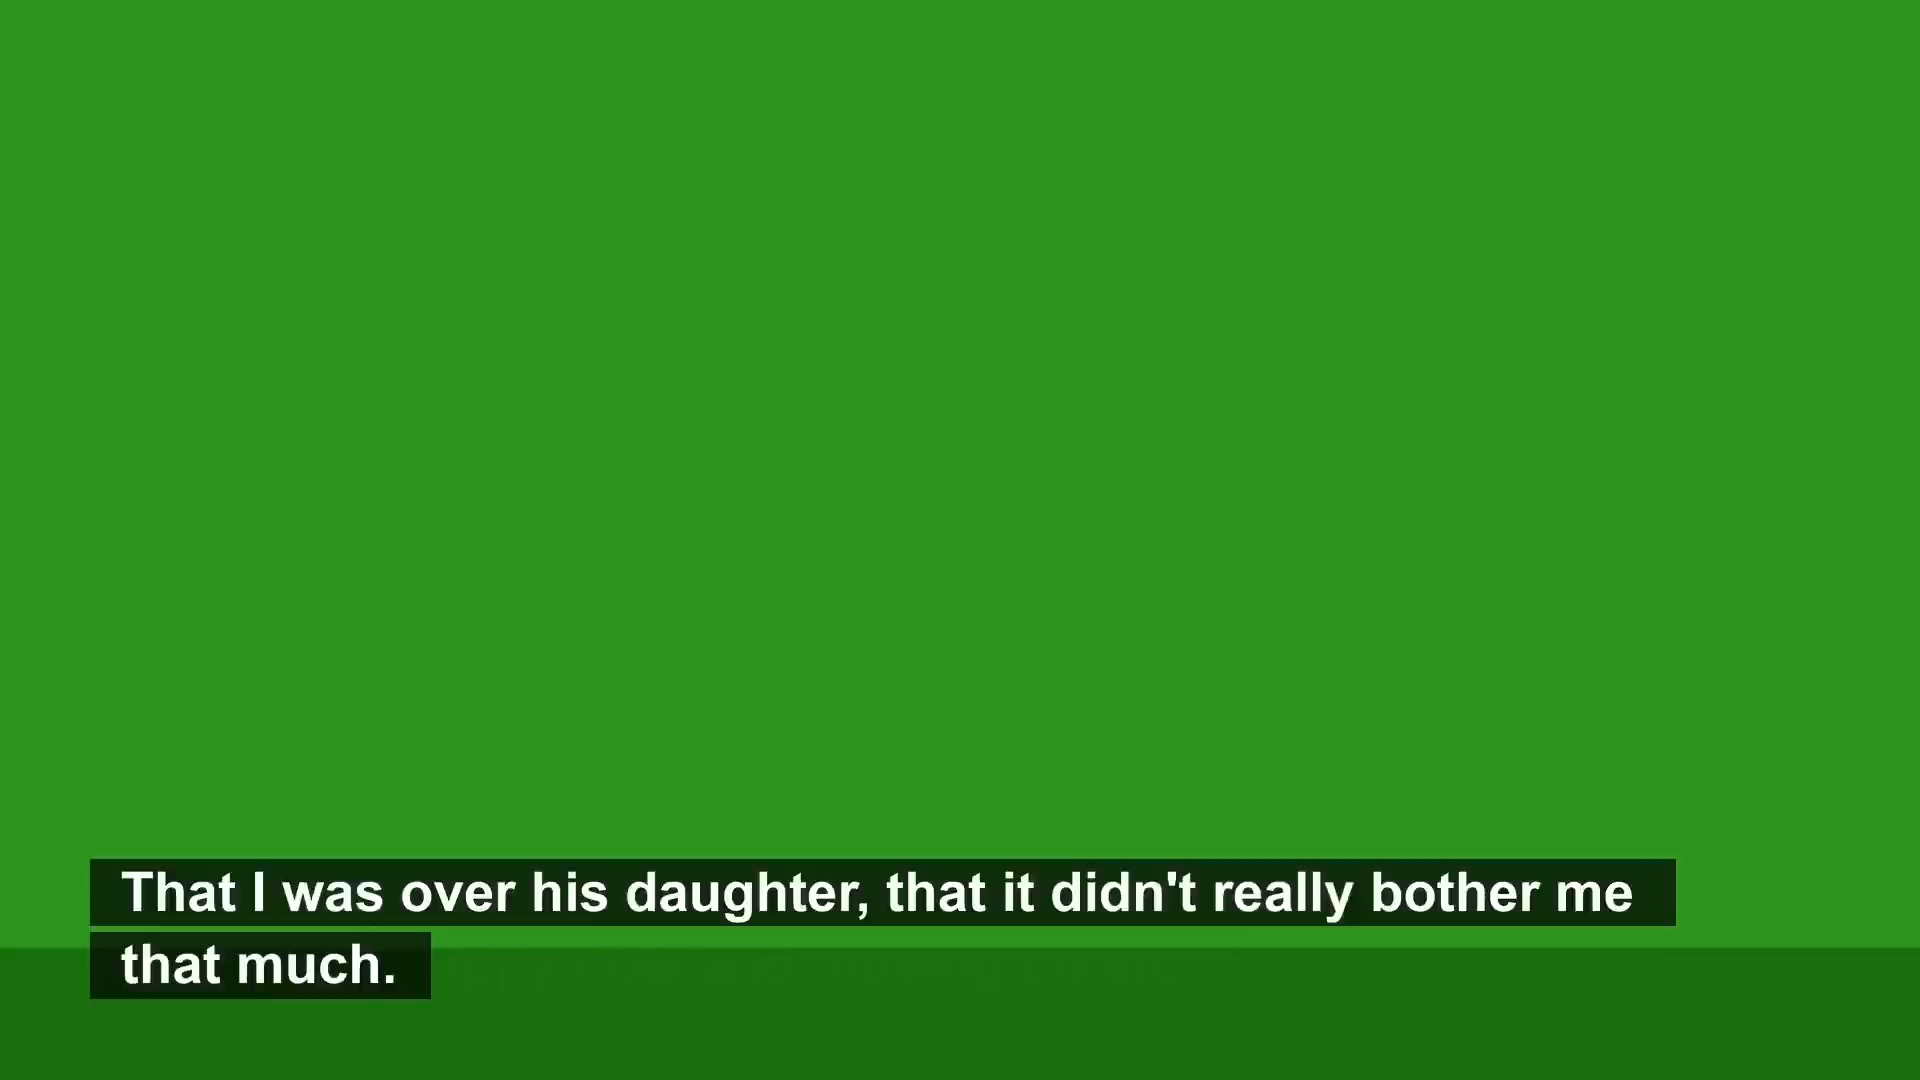 That I was over his daughter, that it didn't really bother me
that much.